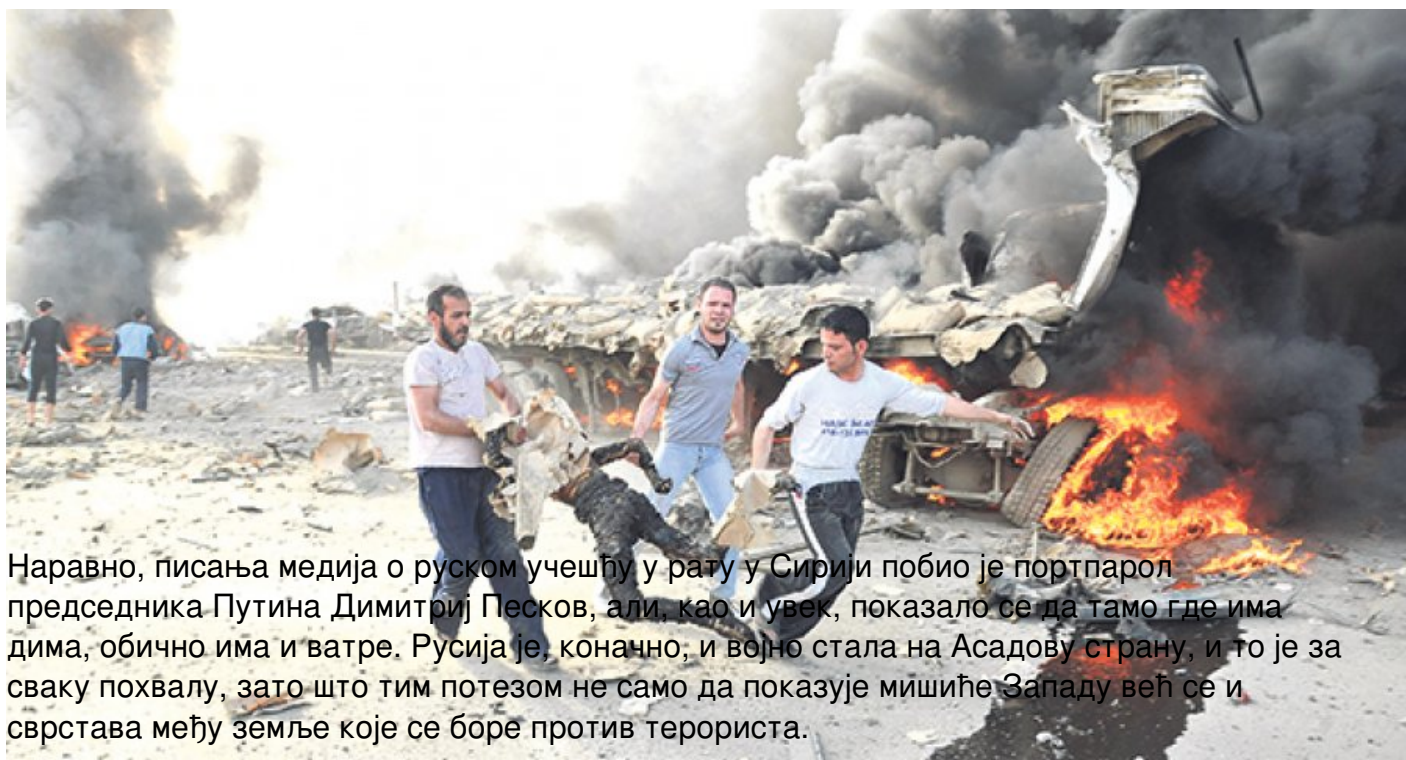 Наравно, писања медија о руском учешћу у рату у Сирији побио је портпарол
председника Путина Димитриј Песков, али, као и увек, показало се да тамо где има
дима, обично има и ватре. Русија је, коначно, и војно стала на Асадову страну, и то је за
сваку похвалу, зато што тим потезом не само да показује мишиће Западу већ се и
сврстава међу земље које се боре против терориста.